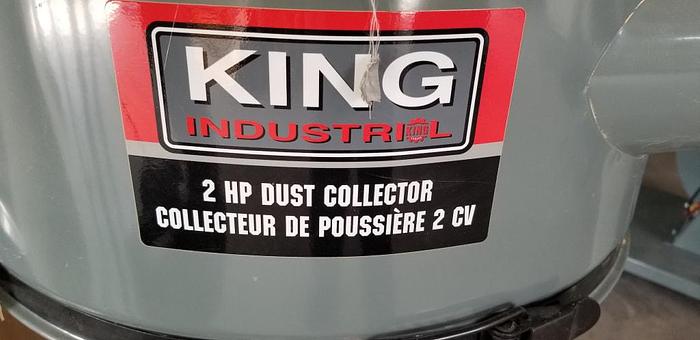 KING
INDUSTRIAL
KING
2 HP DUST COLLECTOR
COLLECTEUR DE POUSSIÈRE 2 CV